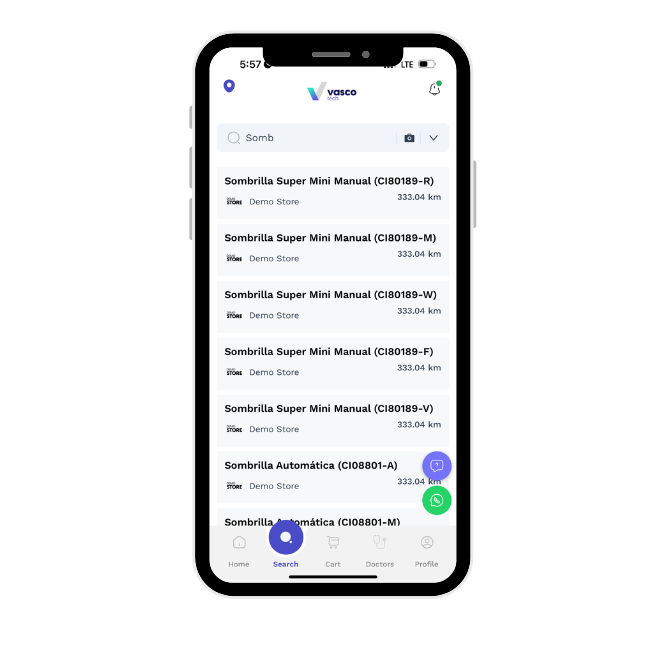 5:57
LTE
vasco
tech
Somb
Sombrilla Super Mini Manual (CI80189-R)
333.04 km
STORE
Demo Store
Sombrilla Super Mini Manual (CI80189-M)
333.04 km
STORE
Demo Store
Sombrilla Super Mini Manual (CI80189-W)
333.04 km
STORE
Demo Store
Sombrilla Super Mini Manual (CI80189-F)
333.04 km
STORE
Demo Store
Sombrilla Super Mini Manual (CI80189-V)
333.04 km
STORE
Demo Store
Sombrilla Automática (CI08801-A)
333.04 km
STORE
Demo Store
Sombrilla Automática (CI08801-M)
Home
Search
Cart
Doctors
Profile